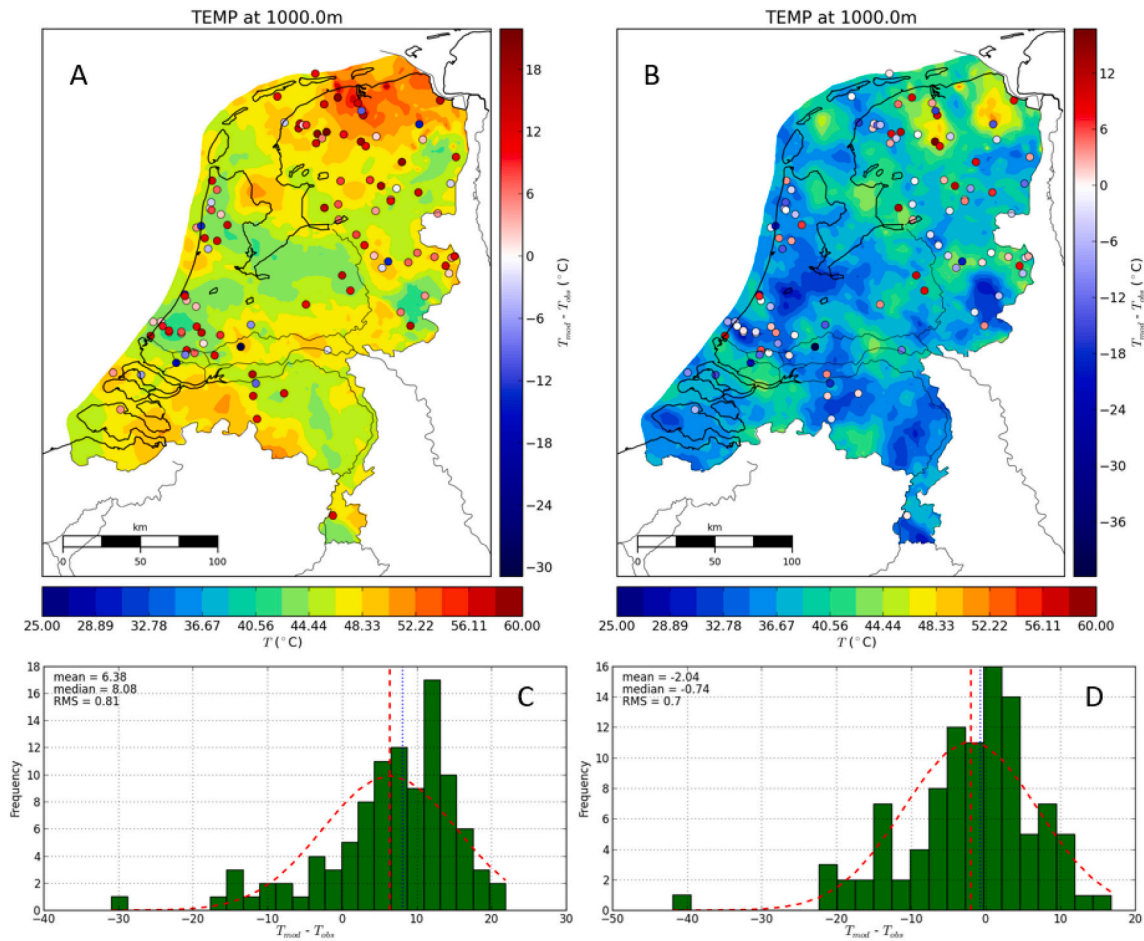 TEMP at 1000.0m
TEMP at 1000.0m
A
B
18
12
6
0
−6
−12
−18
−24
−30
T_mod - T_obs (°C)
12
6
0
−6
−12
−18
−24
−30
−36
T_mod - T_obs (°C)
km
0 50 100
km
0 50 100
25.00 28.89 32.78 36.67 40.56 44.44 48.33 52.22 56.11 60.00
T (°C)
25.00 28.89 32.78 36.67 40.56 44.44 48.33 52.22 56.11 60.00
T (°C)
mean = 6.38
median = 8.08
RMS = 0.81
C
18
16
14
12
10
8
6
4
2
0
Frequency
−40 −30 −20 −10 0 10 20 30
T_mod - T_obs
mean = -2.04
median = -0.74
RMS = 0.7
D
16
14
12
10
8
6
4
2
0
Frequency
−50 −40 −30 −20 −10 0 10 20
T_mod - T_obs